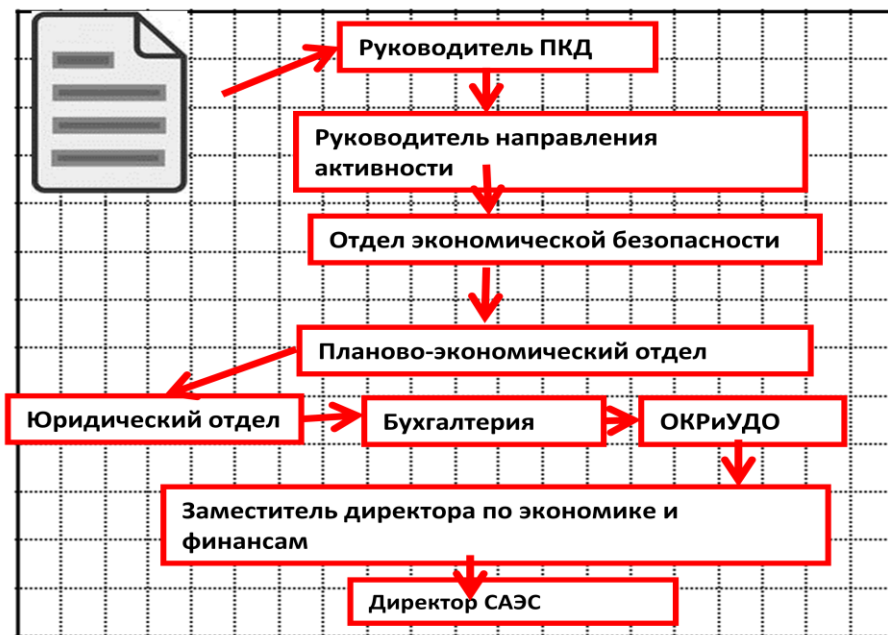 Руководитель ПКД
Руководитель направления
активности
Отдел экономической безопасности
Планово-экономический отдел
Юридический отдел
Бухгалтерия
ОКРиУДО
Заместитель директора по экономике и
финансам
Директор САЭС